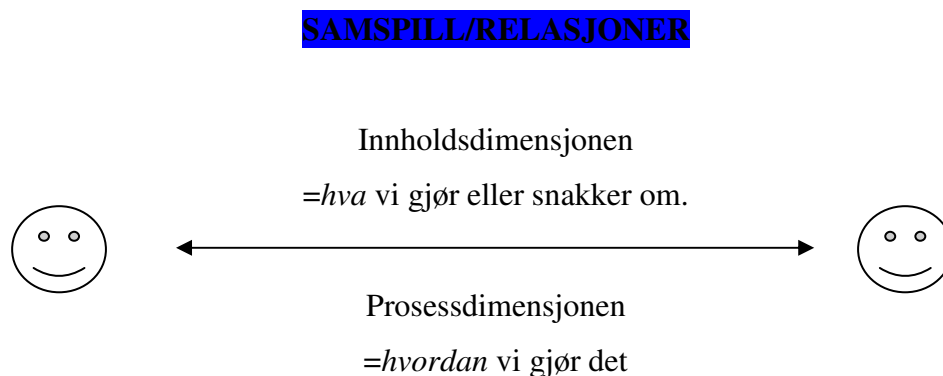 SAMSPILL/RELASJONER
Innholdsdimensjonen
=hva vi gjør eller snakker om.
Prosessdimensjonen
=hvordan vi gjør det